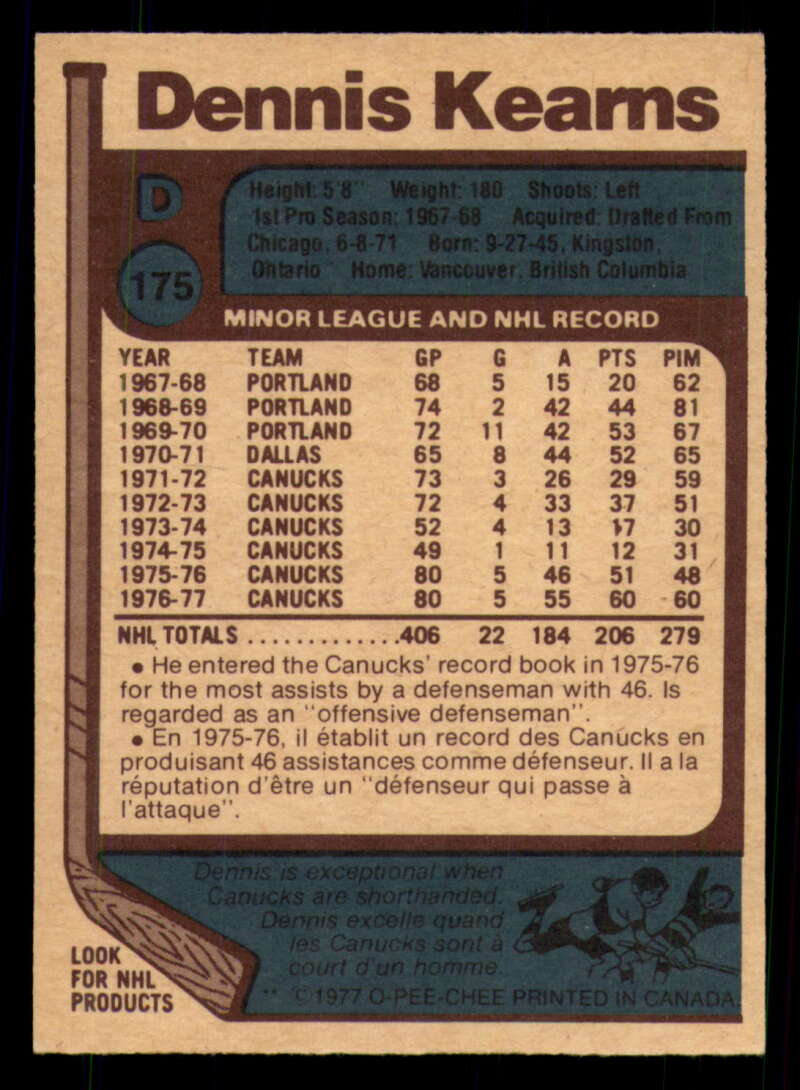 Dennis Kearns
D
Height: 5'8" Weight: 180 Shoots: Left
1st Pro Season: 1967-68 Acquired: Drafted From
Chicago, 6-8-71 Born: 9-27-45, Kingston,
Ontario Home: Vancouver, British Columbia
175
MINOR LEAGUE AND NHL RECORD
YEAR TEAM GP G A PTS PIM
1967-68 PORTLAND 68 5 15 20 62
1968-69 PORTLAND 74 2 42 44 81
1969-70 PORTLAND 72 11 42 53 67
1970-71 DALLAS 65 8 44 52 65
1971-72 CANUCKS 73 3 26 29 59
1972-73 CANUCKS 72 4 33 37 51
1973-74 CANUCKS 52 4 13 17 30
1974-75 CANUCKS 49 1 11 12 31
1975-76 CANUCKS 80 5 46 51 48
1976-77 CANUCKS 80 5 55 60 60
NHL TOTALS .............406 22 184 206 279
• He entered the Canucks' record book in 1975-76
for the most assists by a defenseman with 46. Is
regarded as an "offensive defenseman".
• En 1975-76, il établit un record des Canucks en
produisant 46 assistances comme défenseur. Il a la
réputation d'être un "défenseur qui passe à
l'attaque".
Dennis is exceptional when
Canucks are shorthanded.
Dennis excelle quand
les Canucks sont à
court d'un homme.
LOOK
FOR NHL
PRODUCTS
** © 1977 O-PEE-CHEE PRINTED IN CANADA.